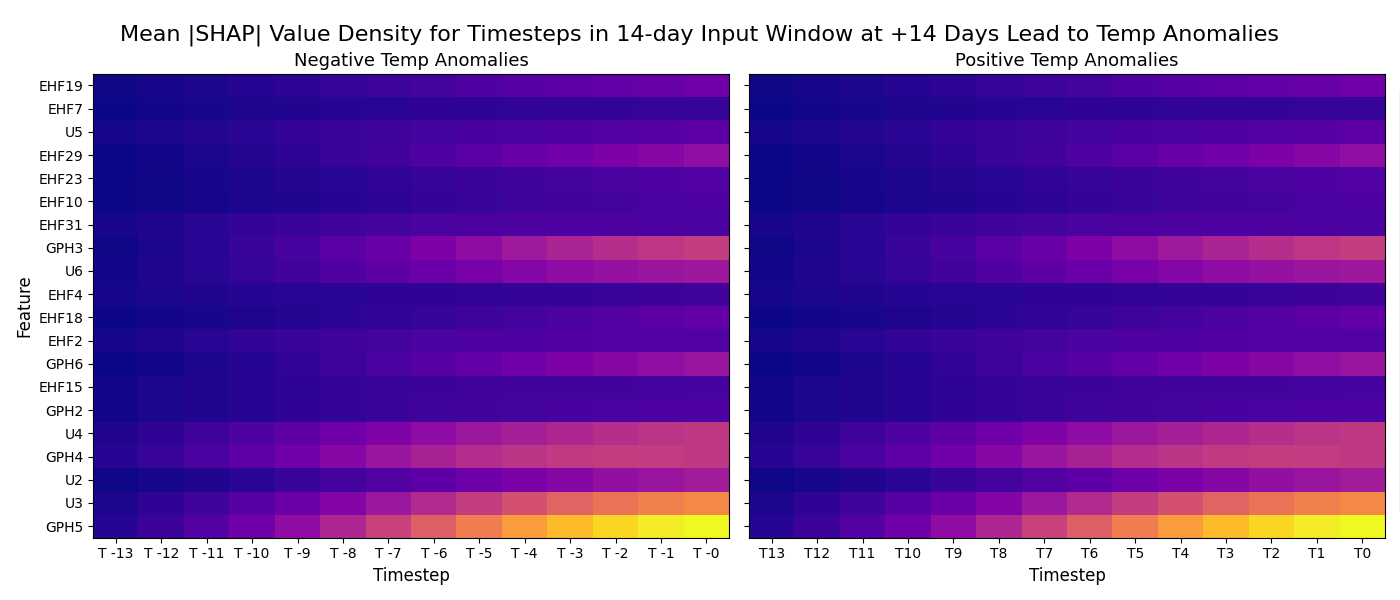 Mean |SHAP| Value Density for Timesteps in 14-day Input Window at +14 Days Lead to Temp Anomalies
Negative Temp Anomalies
Positive Temp Anomalies
Feature
EHF19
EHF7
U5
EHF29
EHF23
EHF10
EHF31
GPH3
U6
EHF4
EHF18
EHF2
GPH6
EHF15
GPH2
U4
GPH4
U2
U3
GPH5
T -13 T -12 T -11 T -10 T -9 T -8 T -7 T -6 T -5 T -4 T -3 T -2 T -1 T -0
T13 T12 T11 T10 T9 T8 T7 T6 T5 T4 T3 T2 T1 T0
Timestep
Timestep